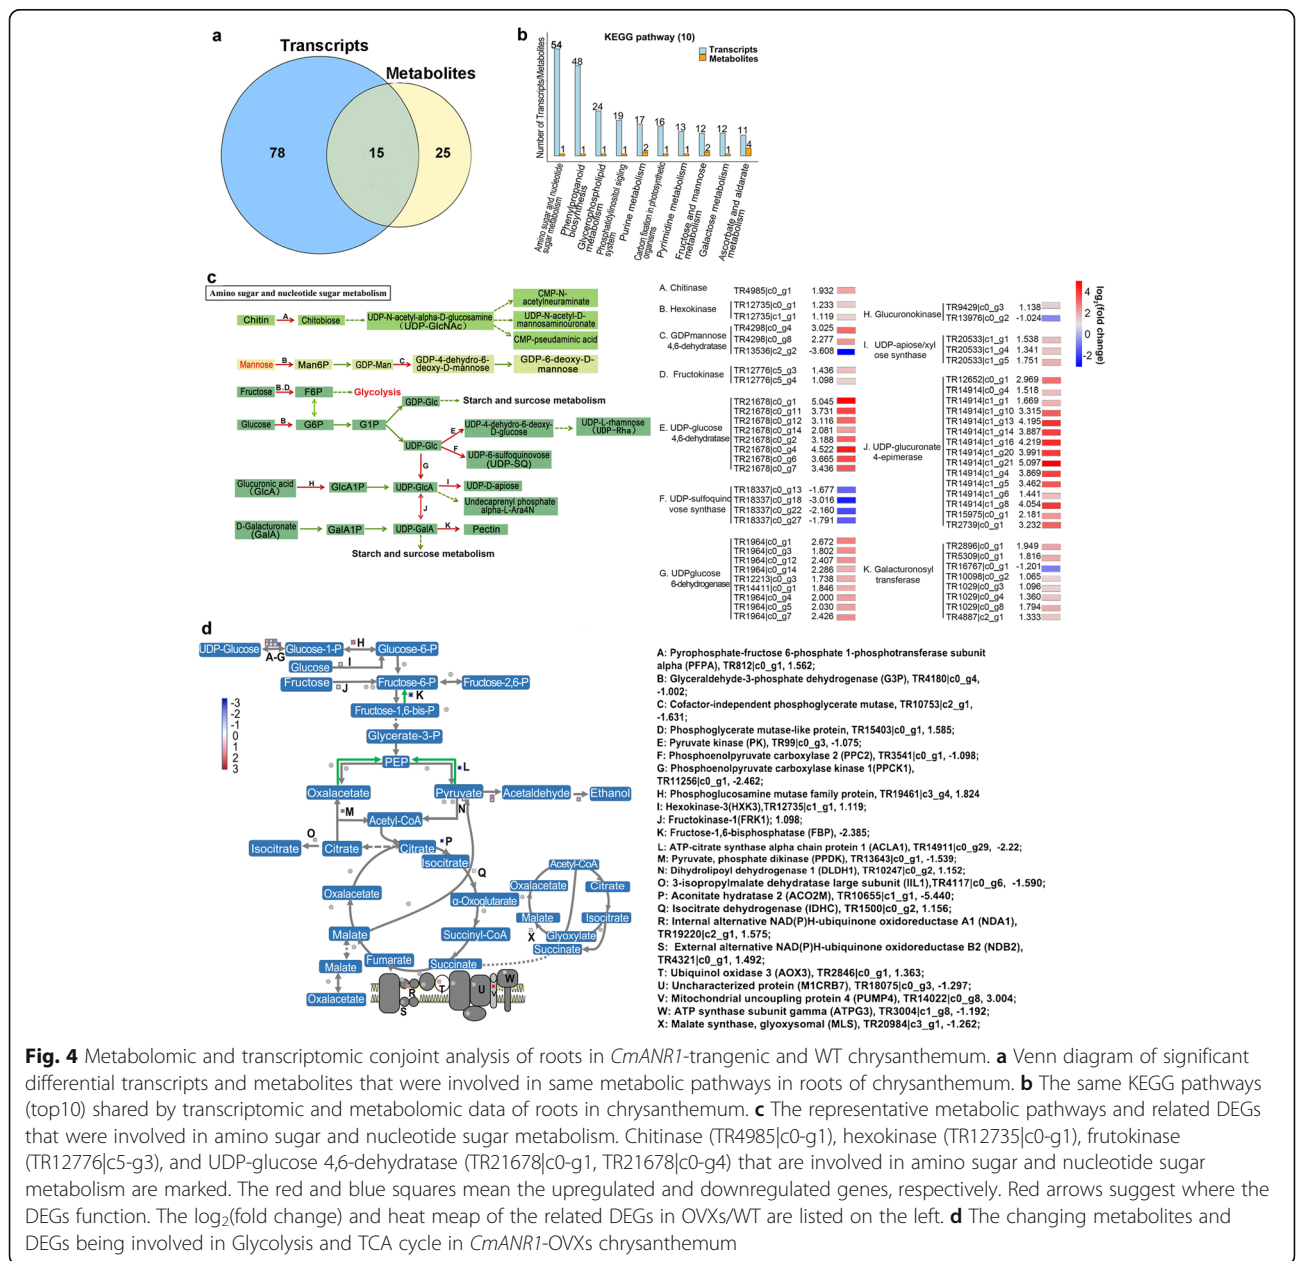 a
Transcripts
Metabolites
78
15
25
b
KEGG pathway (10)
Transcripts
Metabolites
Number of Transcripts/Metabolites
54
1
48
1
24
1
19
1
17
2
16
1
13
1
12
2
12
1
11
4
Amino sugar and nucleotide
sugar metabolism
Phenylpropanoid
biosynthesis
Glycerophospholipid
metabolism
Phosphatidylinositol sigling
system
Purine metabolism
Carbon fixation in photosynthetic
organisms
Pyrimidine metabolism
Fructose and mannose
metabolism
Galactose metabolism
Ascorbate and aldarate
metabolism
c
Amino sugar and nucleotide sugar metabolism
Chitin
A
Chitobiose
UDP-N-acetyl-alpha-D-glucosamine
(UDP-GlcNAc)
CMP-N-
acetylneuraminate
UDP-N-acetyl-D-
mannosaminouronate
CMP-pseudaminic acid
Mannose
B
Man6P
GDP-Man
C
GDP-4-dehydro-6-
deoxy-D-mannose
GDP-6-deoxy-D-
mannose
Fructose
B.D
F6P
Glycolysis
GDP-Glc
Starch and surcose metabolism
Glucose
B
G6P
G1P
UDP-Glc
E
UDP-4-dehydro-6-deoxy-
D-glucose
UDP-L-rhamnose
(UDP-Rha)
F
UDP-6-sulfoquinovose
(UDP-SQ)
G
Glucuronic acid
(GlcA)
H
GlcA1P
UDP-GlcA
I
UDP-D-apiose
Undecaprenyl phosphate
alpha-L-Ara4N
J
D-Galacturonate
(GalA)
GalA1P
UDP-GalA
K
Pectin
Starch and surcose metabolism
A. Chitinase
TR4985|c0_g1 1.932
B. Hexokinase
TR12735|c0_g1 1.233
TR12735|c1_g1 1.119
C. GDPmannose
4,6-dehydratase
TR4298|c0_g4 3.025
TR4298|c0_g8 2.277
TR13536|c2_g2 -3.608
D. Fructokinase
TR12776|c5_g3 1.436
TR12776|c5_g4 1.098
E. UDP-glucose
4,6-dehydratase
TR21678|c0_g1 5.045
TR21678|c0_g11 3.731
TR21678|c0_g12 3.116
TR21678|c0_g14 2.081
TR21678|c0_g2 3.188
TR21678|c0_g4 4.522
TR21678|c0_g6 3.665
TR21678|c0_g7 3.436
F. UDP-sulfoquino
vose synthase
TR18337|c0_g13 -1.677
TR18337|c0_g18 -3.016
TR18337|c0_g22 -2.160
TR18337|c0_g27 -1.791
G. UDPglucose
6-dehydrogenase
TR1964|c0_g1 2.672
TR1964|c0_g3 1.802
TR1964|c0_g12 2.407
TR1964|c0_g14 2.286
TR12213|c0_g3 1.738
TR14411|c0_g1 1.846
TR1964|c0_g4 2.000
TR1964|c0_g5 2.030
TR1964|c0_g7 2.426
H. Glucuronokinase
TR9429|c0_g3 1.138
TR13976|c0_g2 -1.024
I. UDP-apiose/xyl
ose synthase
TR20533|c1_g1 1.538
TR20533|c1_g4 1.341
TR20533|c1_g5 1.751
J. UDP-glucuronate
4-epimerase
TR12652|c0_g1 2.969
TR14914|c0_g4 1.518
TR14914|c1_g1 1.669
TR14914|c1_g10 3.315
TR14914|c1_g13 4.195
TR14914|c1_g14 3.887
TR14914|c1_g16 4.219
TR14914|c1_g20 3.991
TR14914|c1_g21 5.097
TR14914|c1_g4 3.869
TR14914|c1_g5 3.462
TR14914|c1_g6 1.441
TR14914|c1_g8 4.054
TR15975|c0_g1 2.181
TR2739|c0_g1 3.232
K. Galacturonosyl
transferase
TR2896|c0_g1 1.949
TR5309|c0_g1 1.816
TR16767|c0_g1 -1.201
TR10098|c0_g2 1.065
TR1029|c0_g3 1.096
TR1029|c0_g4 1.360
TR1029|c0_g8 1.794
TR4887|c2_g1 1.333
4
2
0
-2
log2(fold change)
d
-3
-2
-1
0
1
2
3
UDP-Glucose
A-G
Glucose-1-P
H
Glucose-6-P
Glucose
I
Fructose
J
Fructose-6-P
Fructose-2,6-P
K
Fructose-1,6-bis-P
Glycerate-3-P
PEP
L
Oxalacetate
Pyruvate
Acetaldehyde
Ethanol
M
N
Acetyl-CoA
O
Isocitrate
Citrate
Citrate
P
Isocitrate
Q
Oxalacetate
α-Oxoglutarate
Malate
Succinyl-CoA
Fumarate
Succinate
Malate
Oxalacetate
Acetyl-CoA
Oxalacetate
Citrate
Malate
Isocitrate
X
Glyoxylate
Succinate
R
S
T
U
V
W
A: Pyrophosphate-fructose 6-phosphate 1-phosphotransferase subunit
alpha (PFPA), TR812|c0_g1, 1.562;
B: Glyceraldehyde-3-phosphate dehydrogenase (G3P), TR4180|c0_g4,
-1.002;
C: Cofactor-independent phosphoglycerate mutase, TR10753|c2_g1,
-1.631;
D: Phosphoglycerate mutase-like protein, TR15403|c0_g1, 1.585;
E: Pyruvate kinase (PK), TR99|c0_g3, -1.075;
F: Phosphoenolpyruvate carboxylase 2 (PPC2), TR3541|c0_g1, -1.098;
G: Phosphoenolpyruvate carboxylase kinase 1(PPCK1),
TR11256|c0_g1, -2.462;
H: Phosphoglucosamine mutase family protein, TR19461|c3_g4, 1.824
I: Hexokinase-3(HXK3),TR12735|c1_g1, 1.119;
J: Fructokinase-1(FRK1); 1.098;
K: Fructose-1,6-bisphosphatase (FBP), -2.385;
L: ATP-citrate synthase alpha chain protein 1 (ACLA1), TR14911|c0_g29, -2.22;
M: Pyruvate, phosphate dikinase (PPDK), TR13643|c0_g1, -1.539;
N: Dihydrolipoyl dehydrogenase 1 (DLDH1), TR10247|c0_g2, 1.152;
O: 3-isopropylmalate dehydratase large subunit (IIL1),TR4117|c0_g6, -1.590;
P: Aconitate hydratase 2 (ACO2M), TR10655|c1_g1, -5.440;
Q: Isocitrate dehydrogenase (IDHC), TR1500|c0_g2, 1.156;
R: Internal alternative NAD(P)H-ubiquinone oxidoreductase A1 (NDA1),
TR19220|c2_g1, 1.575;
S: External alternative NAD(P)H-ubiquinone oxidoreductase B2 (NDB2),
TR4321|c0_g1, 1.492;
T: Ubiquinol oxidase 3 (AOX3), TR2846|c0_g1, 1.363;
U: Uncharacterized protein (M1CRB7), TR18075|c0_g3, -1.297;
V: Mitochondrial uncoupling protein 4 (PUMP4), TR14022|c0_g8, 3.004;
W: ATP synthase subunit gamma (ATPG3), TR3004|c1_g8, -1.192;
X: Malate synthase, glyoxysomal (MLS), TR20984|c3_g1, -1.262;
Fig. 4 Metabolomic and transcriptomic conjoint analysis of roots in CmANR1-trangenic and WT chrysanthemum. a Venn diagram of significant
differential transcripts and metabolites that were involved in same metabolic pathways in roots of chrysanthemum. b The same KEGG pathways
(top10) shared by transcriptomic and metabolomic data of roots in chrysanthemum. c The representative metabolic pathways and related DEGs
that were involved in amino sugar and nucleotide sugar metabolism. Chitinase (TR4985|c0-g1), hexokinase (TR12735|c0-g1), frutokinase
(TR12776|c5-g3), and UDP-glucose 4,6-dehydratase (TR21678|c0-g1, TR21678|c0-g4) that are involved in amino sugar and nucleotide sugar
metabolism are marked. The red and blue squares mean the upregulated and downregulated genes, respectively. Red arrows suggest where the
DEGs function. The log2(fold change) and heat meap of the related DEGs in OVXs/WT are listed on the left. d The changing metabolites and
DEGs being involved in Glycolysis and TCA cycle in CmANR1-OVXs chrysanthemum